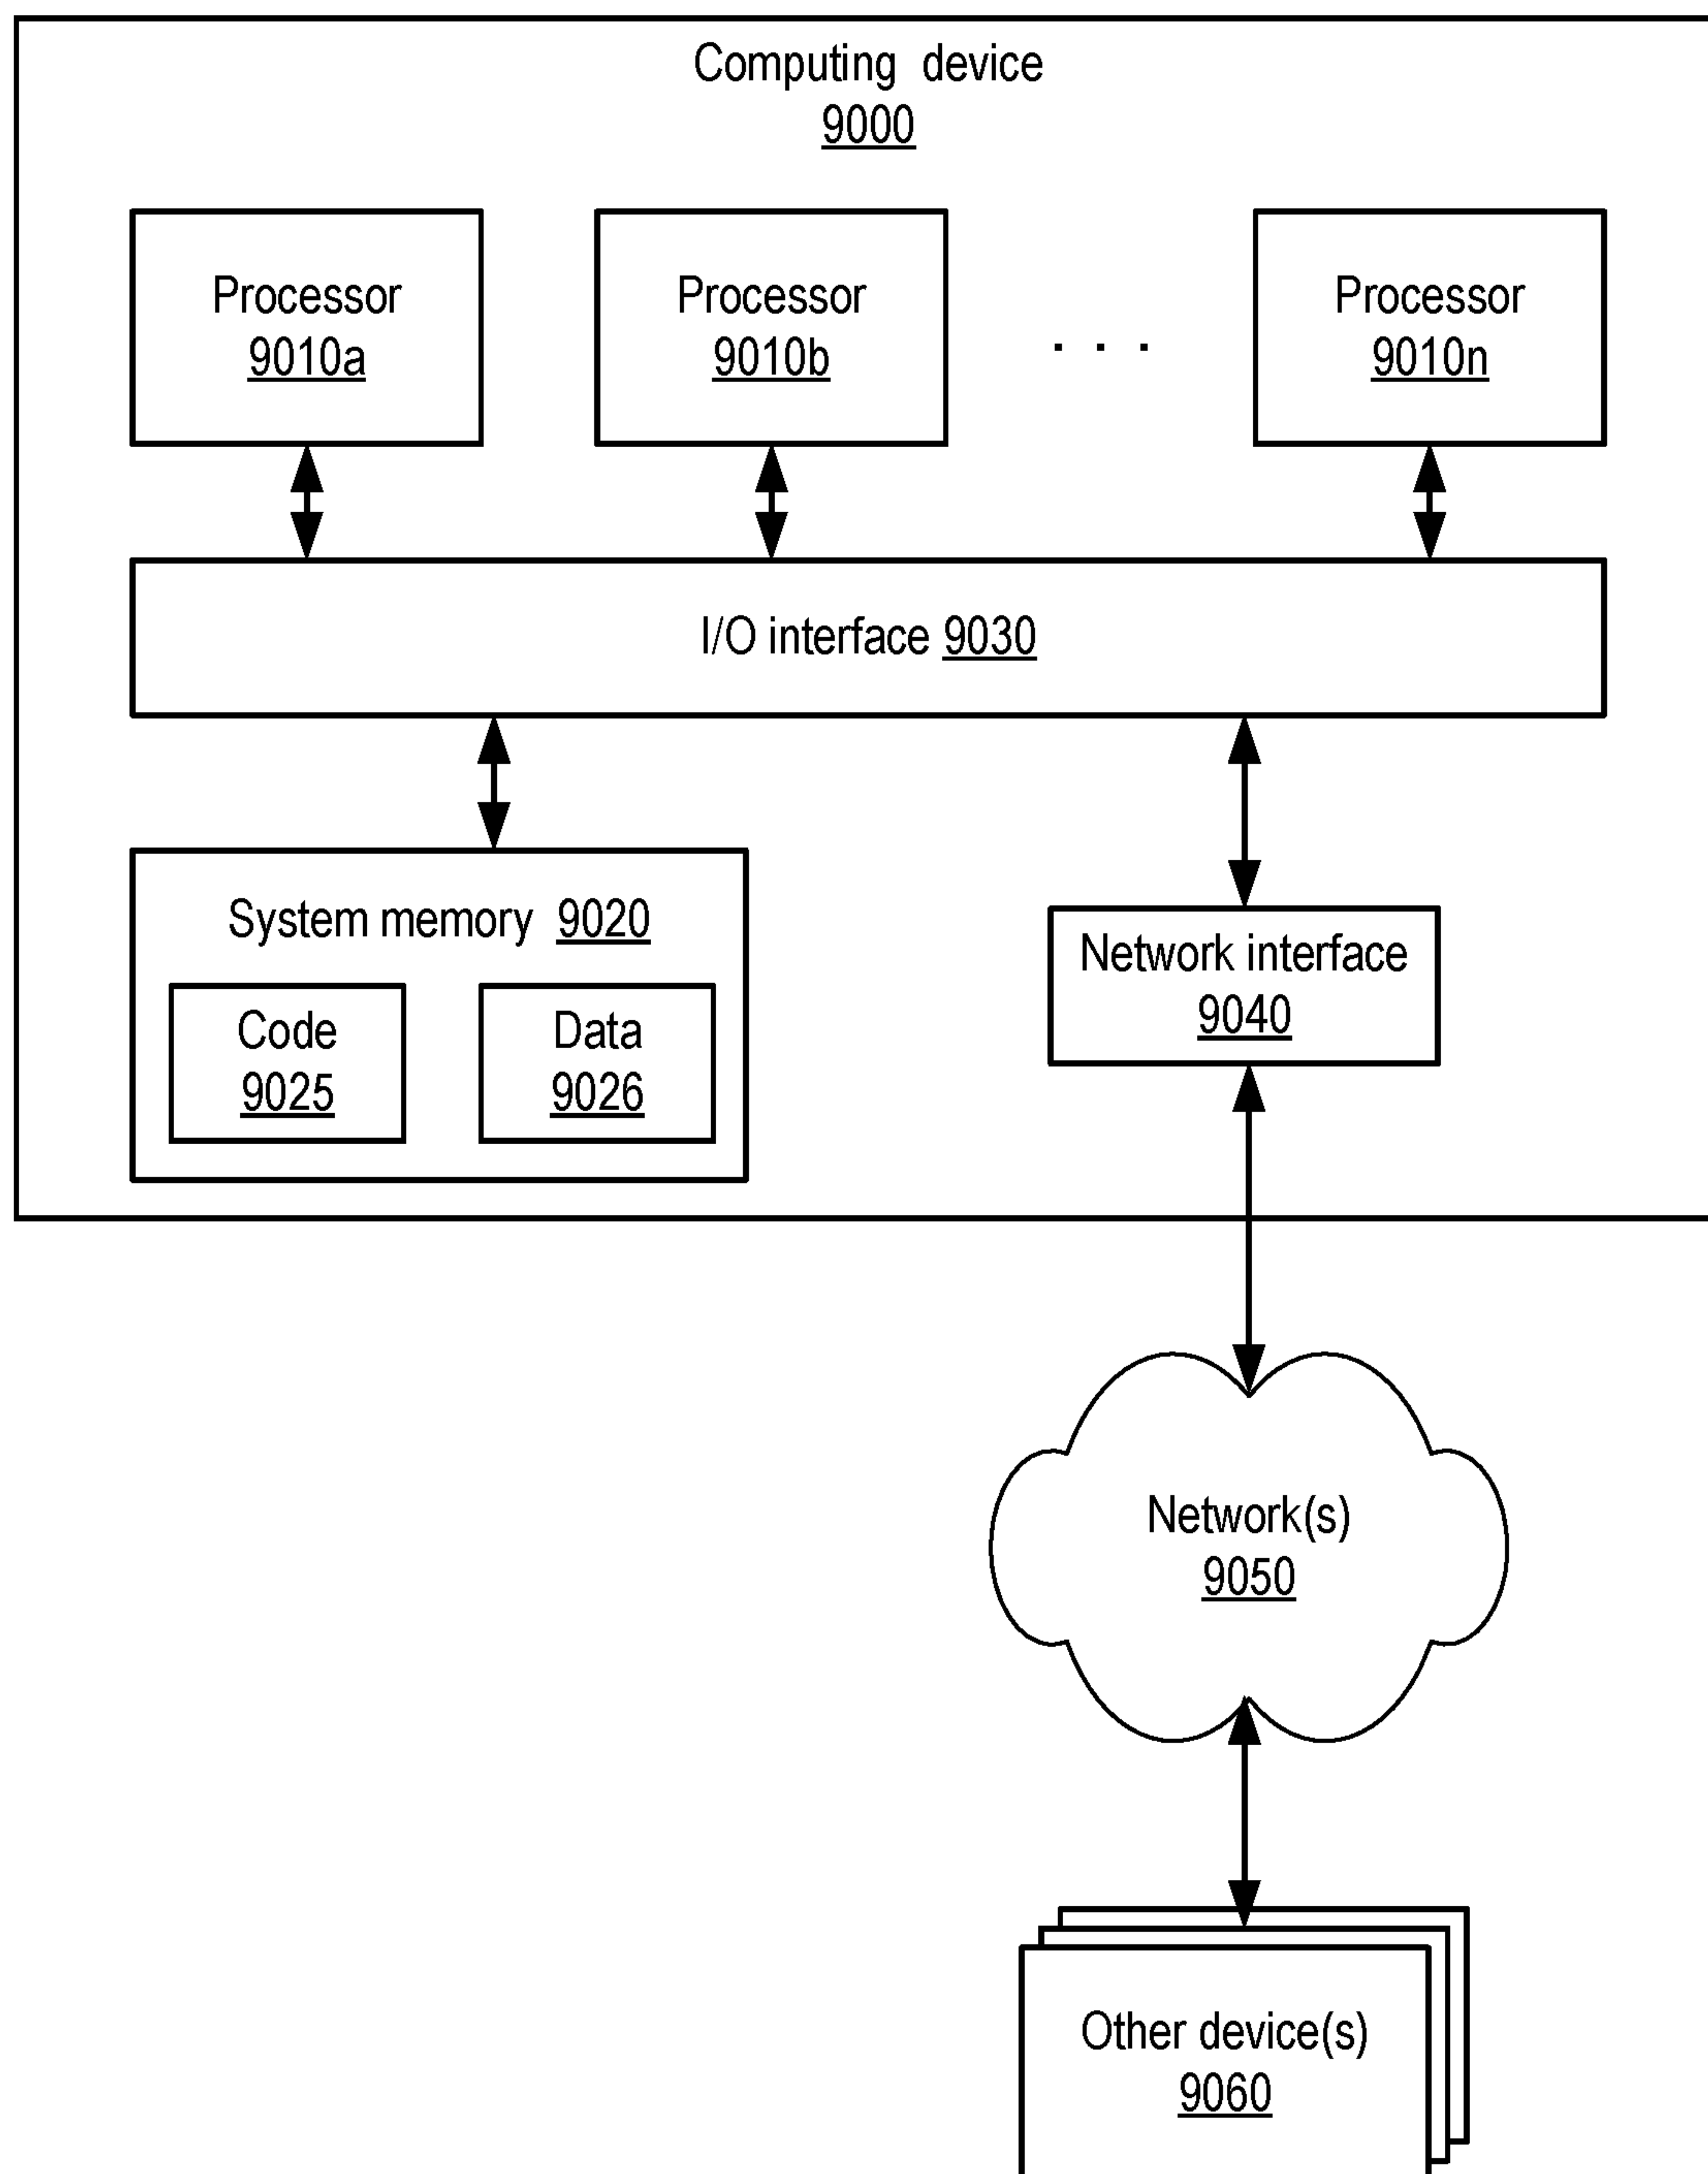 Computing device
9000
Processor
9010a
Processor
9010b
. . .
Processor
9010n
I/O interface 9030
System memory 9020
Code
9025
Data
9026
Network interface
9040
Network(s)
9050
Other device(s)
9060